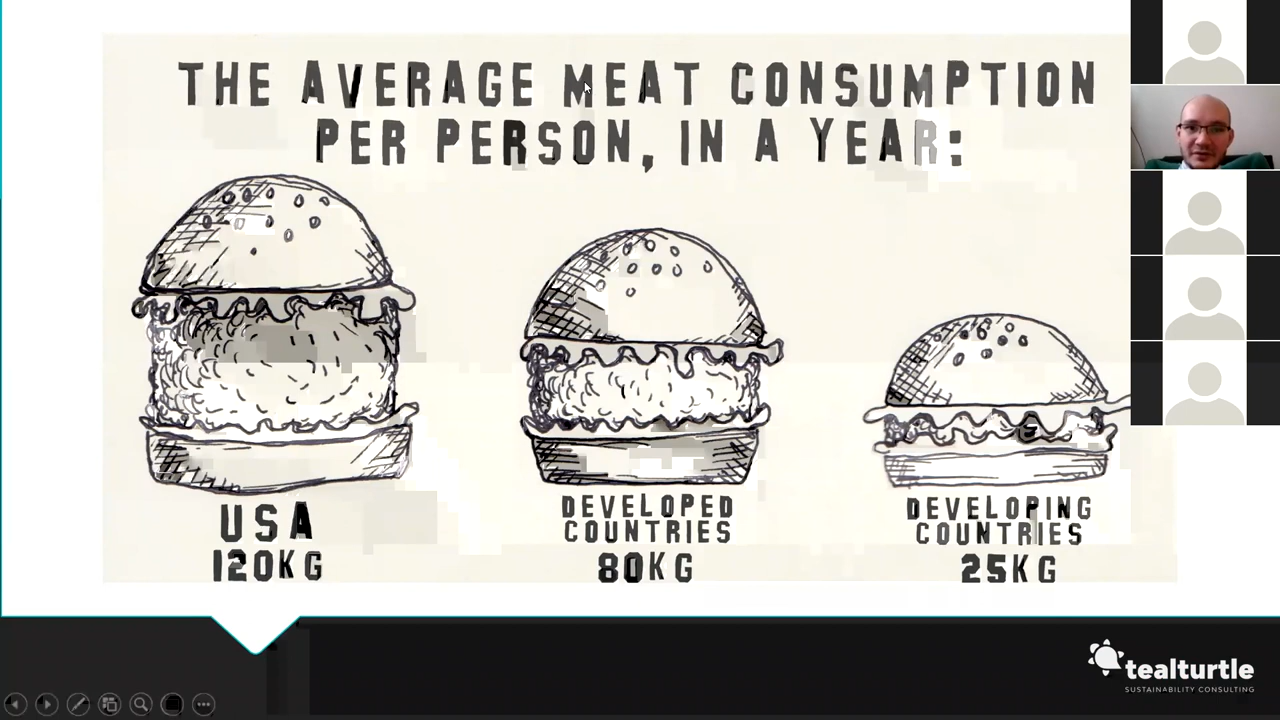 THE AVERAGE MEAT CONSUMPTION
PER PERSON, IN A YEAR:
USA
120KG
DEVELOPED
COUNTRIES
80KG
DEVELOPING
COUNTRIES
25KG
tealturtle
SUSTAINABILITY CONSULTING